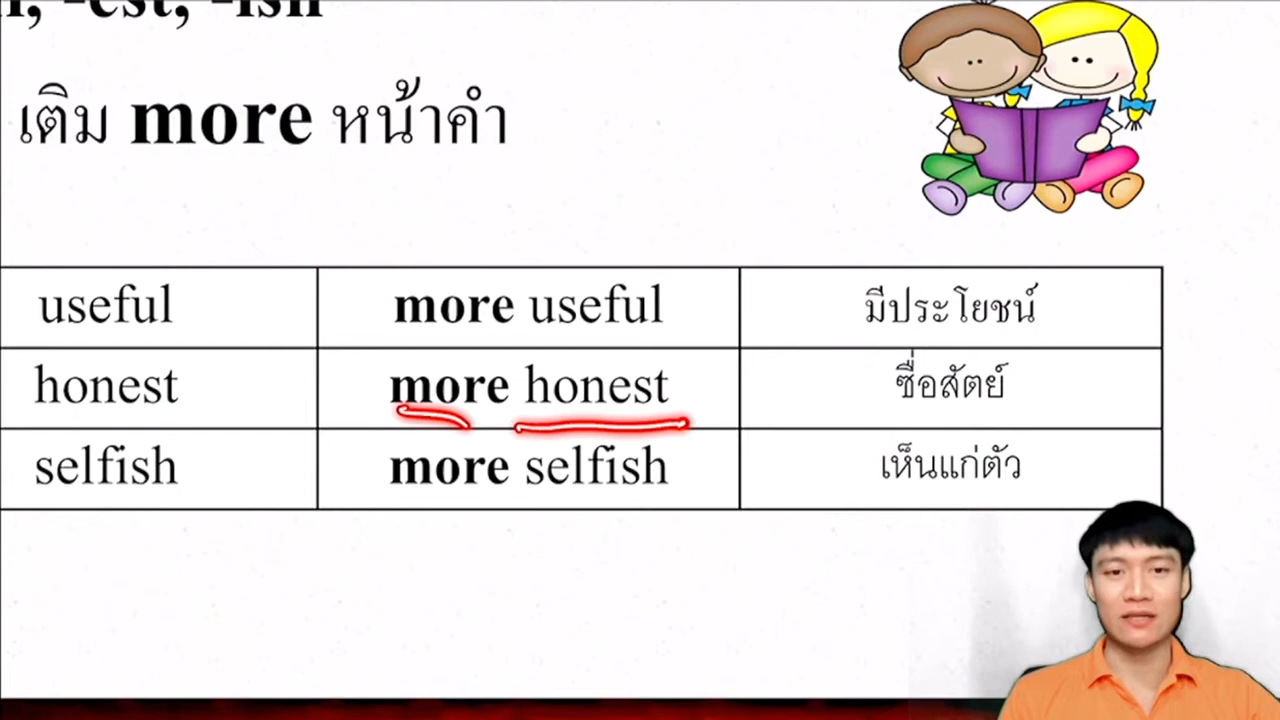 -est, -ish
เติม more หน้าคำ
useful more useful มีประโยชน์
honest more honest ซื่อสัตย์
selfish more selfish เห็นแก่ตัว